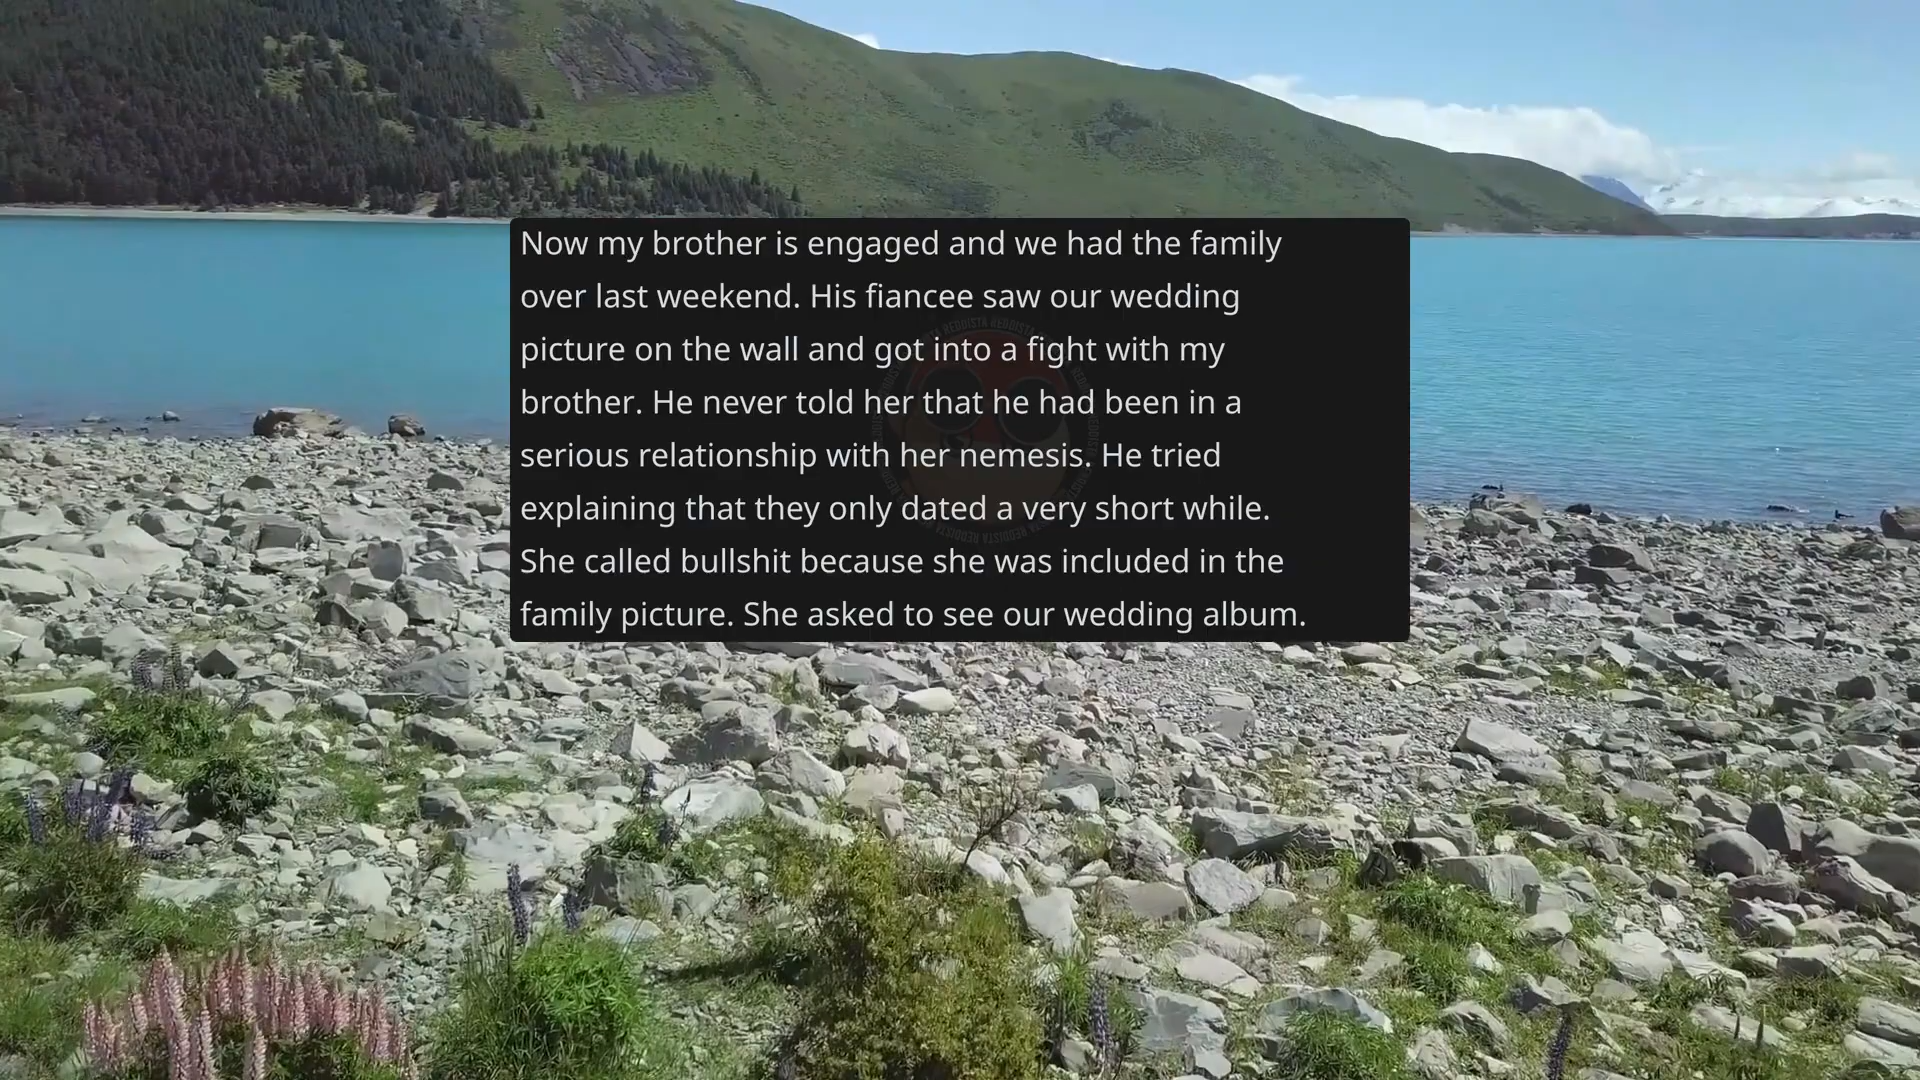 Now my brother is engaged and we had the family
over last weekend. His fiancee saw our wedding
picture on the wall and got into a fight with my
brother. He never told her that he had been in a
serious relationship with her nemesis. He tried
explaining that they only dated a very short while.
She called bullshit because she was included in the
family picture. She asked to see our wedding album.